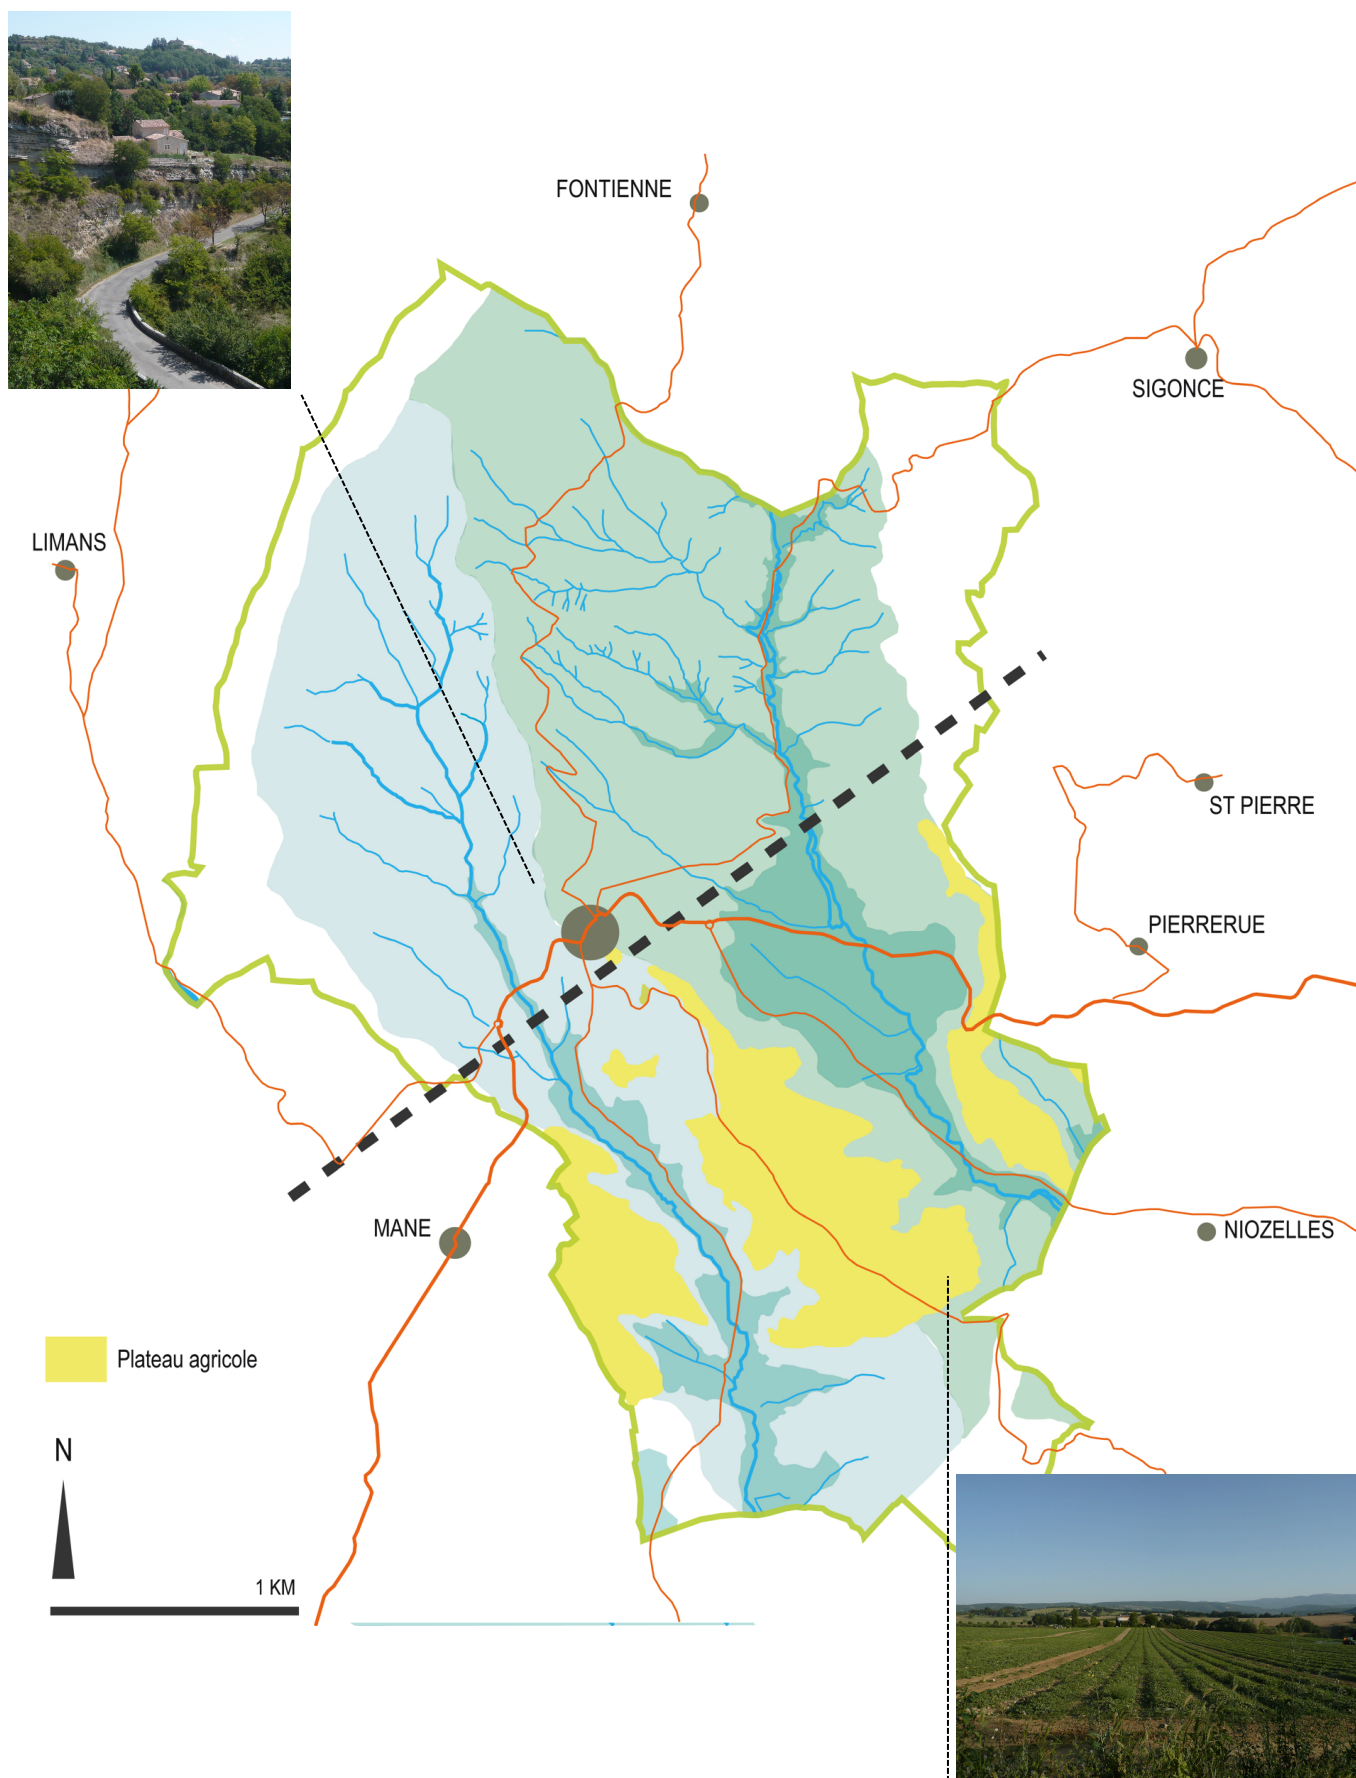 FONTIENNE
SIGONCE
LIMANS
ST PIERRE
PIERRERUE
MANE
NIOZELLES
Plateau agricole
N
1 KM